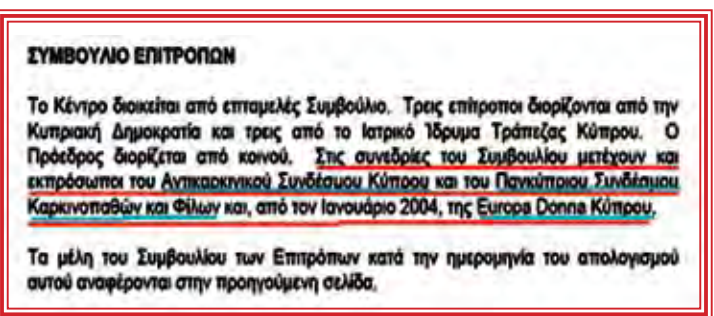 ΣΥΜΒΟΥΛΙΟ ΕΠΙΤΡΟΠΩΝ
Το Κέντρο διοικείται από επταμελές Συμβούλιο. Τρεις επίτροποι διορίζονται από την
Κυπριακή Δημοκρατία και τρεις από το Ιατρικό Ίδρυμα Τράπεζας Κύπρου. Ο
Πρόεδρος διορίζεται από κοινού. Στις συνεδρίες του Συμβουλίου μετέχουν και
εκπρόσωποι του Αντικαρκινικού Συνδέσμου Κύπρου και του Παγκύπριου Συνδέσμου
Καρκινοπαθών και Φίλων και, από τον Ιανουάριο 2004, της Europa Donna Κύπρου.
Τα μέλη του Συμβουλίου των Επιτρόπων κατά την ημερομηνία του απολογισμού
αυτού αναφέρονται στην προηγούμενη σελίδα.